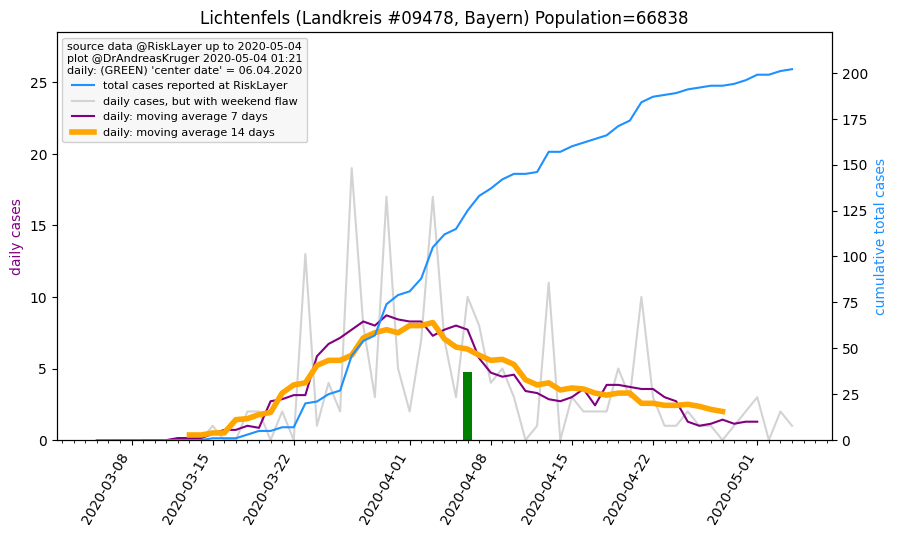 Lichtenfels (Landkreis #09478, Bayern) Population=66838
source data @RiskLayer up to 2020-05-04
plot @DrAndreasKruger 2020-05-04 01:21
daily: (GREEN) 'center date' = 06.04.2020
total cases reported at RiskLayer
daily cases, but with weekend flaw
daily: moving average 7 days
daily: moving average 14 days
daily cases
25
20
15
10
5
0
cumulative total cases
200
175
150
125
100
75
50
25
0
2020-03-08
2020-03-15
2020-03-22
2020-04-01
2020-04-08
2020-04-15
2020-04-22
2020-05-01